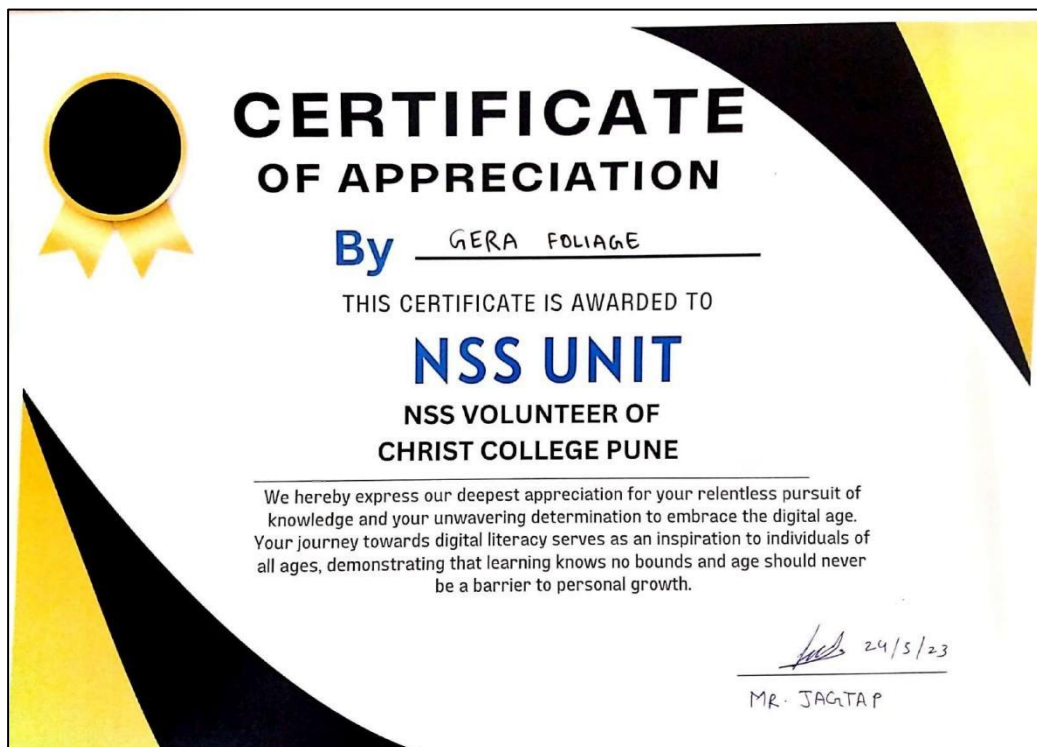 CERTIFICATE
OF APPRECIATION
By GERA FOLIAGE
THIS CERTIFICATE IS AWARDED TO
NSS UNIT
NSS VOLUNTEER OF
CHRIST COLLEGE PUNE
We hereby express our deepest appreciation for your relentless pursuit of
knowledge and your unwavering determination to embrace the digital age.
Your journey towards digital literacy serves as an inspiration to individuals of
all ages, demonstrating that learning knows no bounds and age should never
be a barrier to personal growth.
24/5/23
MR. JAGTAP